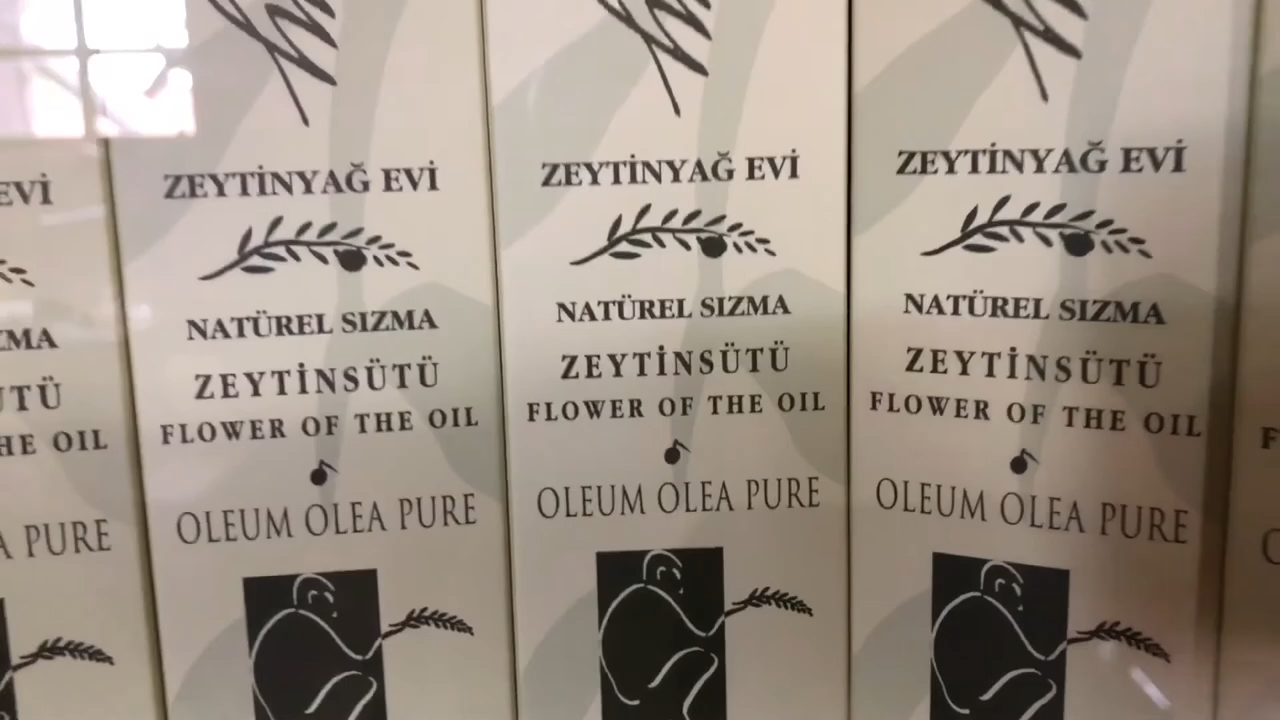 EVİ
ZMA
ÜTÜ
HE OIL
A PURE
ZEYTİNYAĞ EVİ
NATÜREL SIZMA
ZEYTİNSÜTÜ
FLOWER OF THE OIL
OLEUM OLEA PURE
ZEYTİNYAĞ EVİ
NATÜREL SIZMA
ZEYTİNSÜTÜ
FLOWER OF THE OIL
OLEUM OLEA PURE
ZEYTİNYAĞ EVİ
NATÜREL SIZMA
ZEYTİNSÜTÜ
FLOWER OF THE OIL
OLEUM OLEA PURE
F